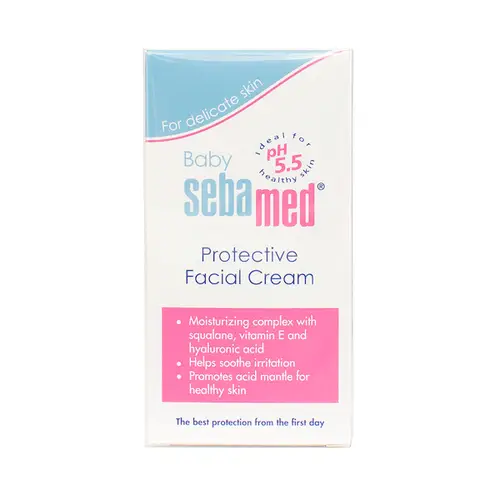 For delicate skin
Baby
ideal for
pH
5.5
healthy skin
sebamed®
Protective
Facial Cream
• Moisturizing complex with
squalane, vitamin E and
hyaluronic acid
• Helps soothe irritation
• Promotes acid mantle for
healthy skin
The best protection from the first day